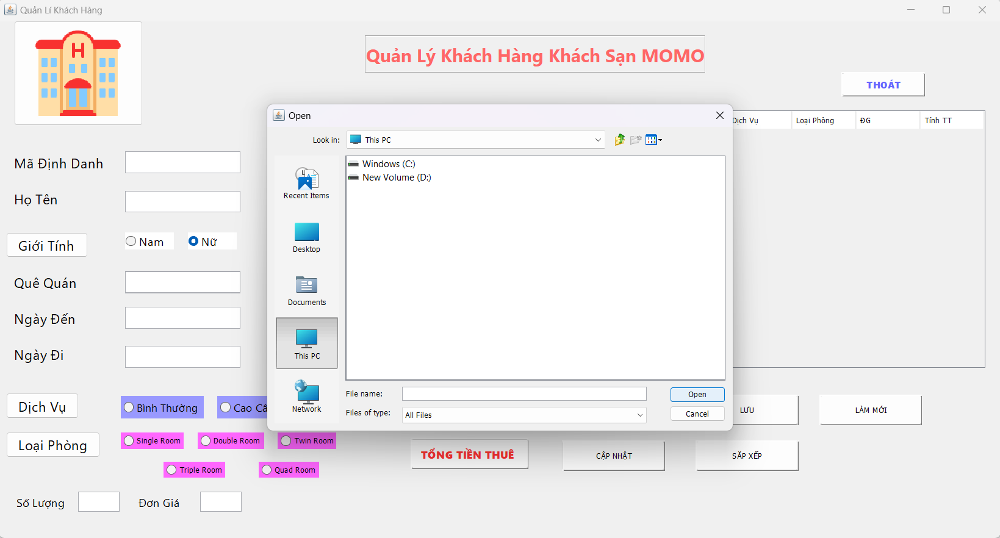 Quản Lí Khách Hàng
H
Quản Lý Khách Hàng Khách Sạn MOMO
THOÁT
Open
Look in:
This PC
Dịch Vụ
Loại Phòng
ĐG
Tính TT
Windows (C:)
New Volume (D:)
Recent Items
Desktop
Documents
This PC
Network
File name:
Open
Files of type:
All Files
Cancel
Mã Định Danh
Họ Tên
Giới Tính
Nam
Nữ
Quê Quán
Ngày Đến
Ngày Đi
Dịch Vụ
Bình Thường
Cao Cấ
Loại Phòng
Single Room
Double Room
Twin Room
Triple Room
Quad Room
Số Lượng
Đơn Giá
LƯU
LÀM MỚI
TỔNG TIỀN THUÊ
CẬP NHẬT
SẮP XẾP